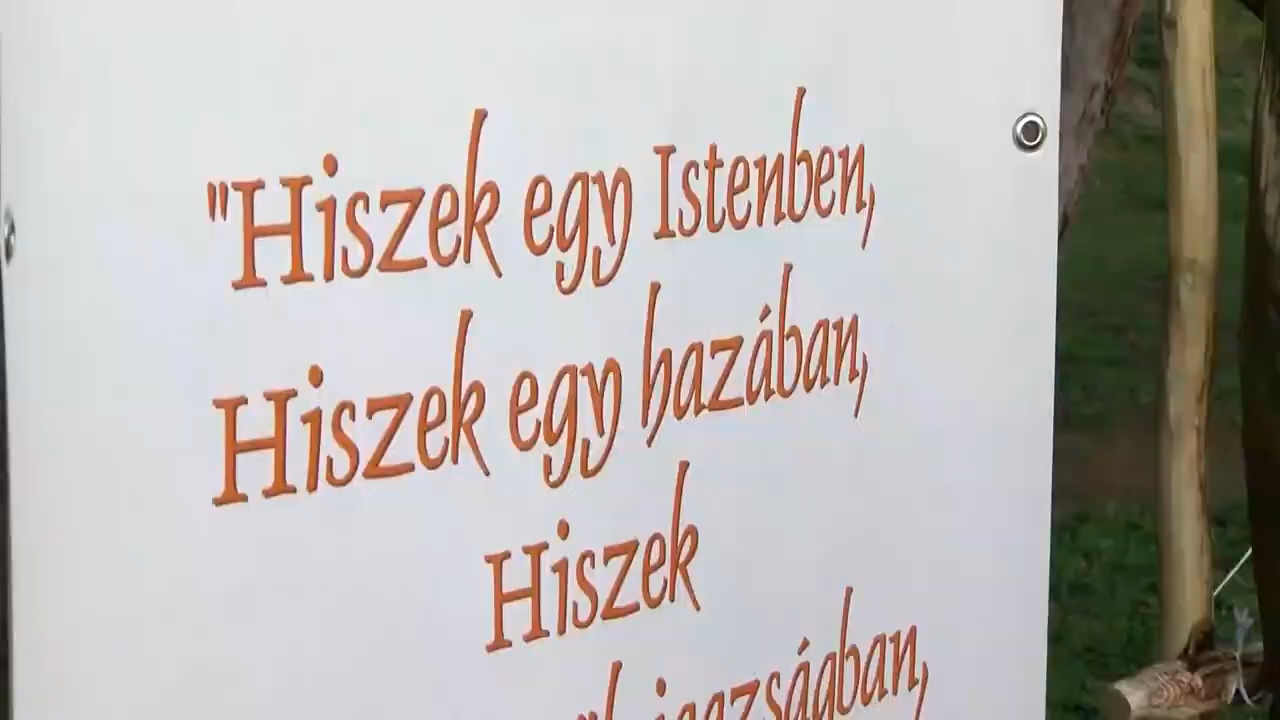 "Hiszek egy Istenben,
Hiszek egy hazában,
Hiszek
igazságban,